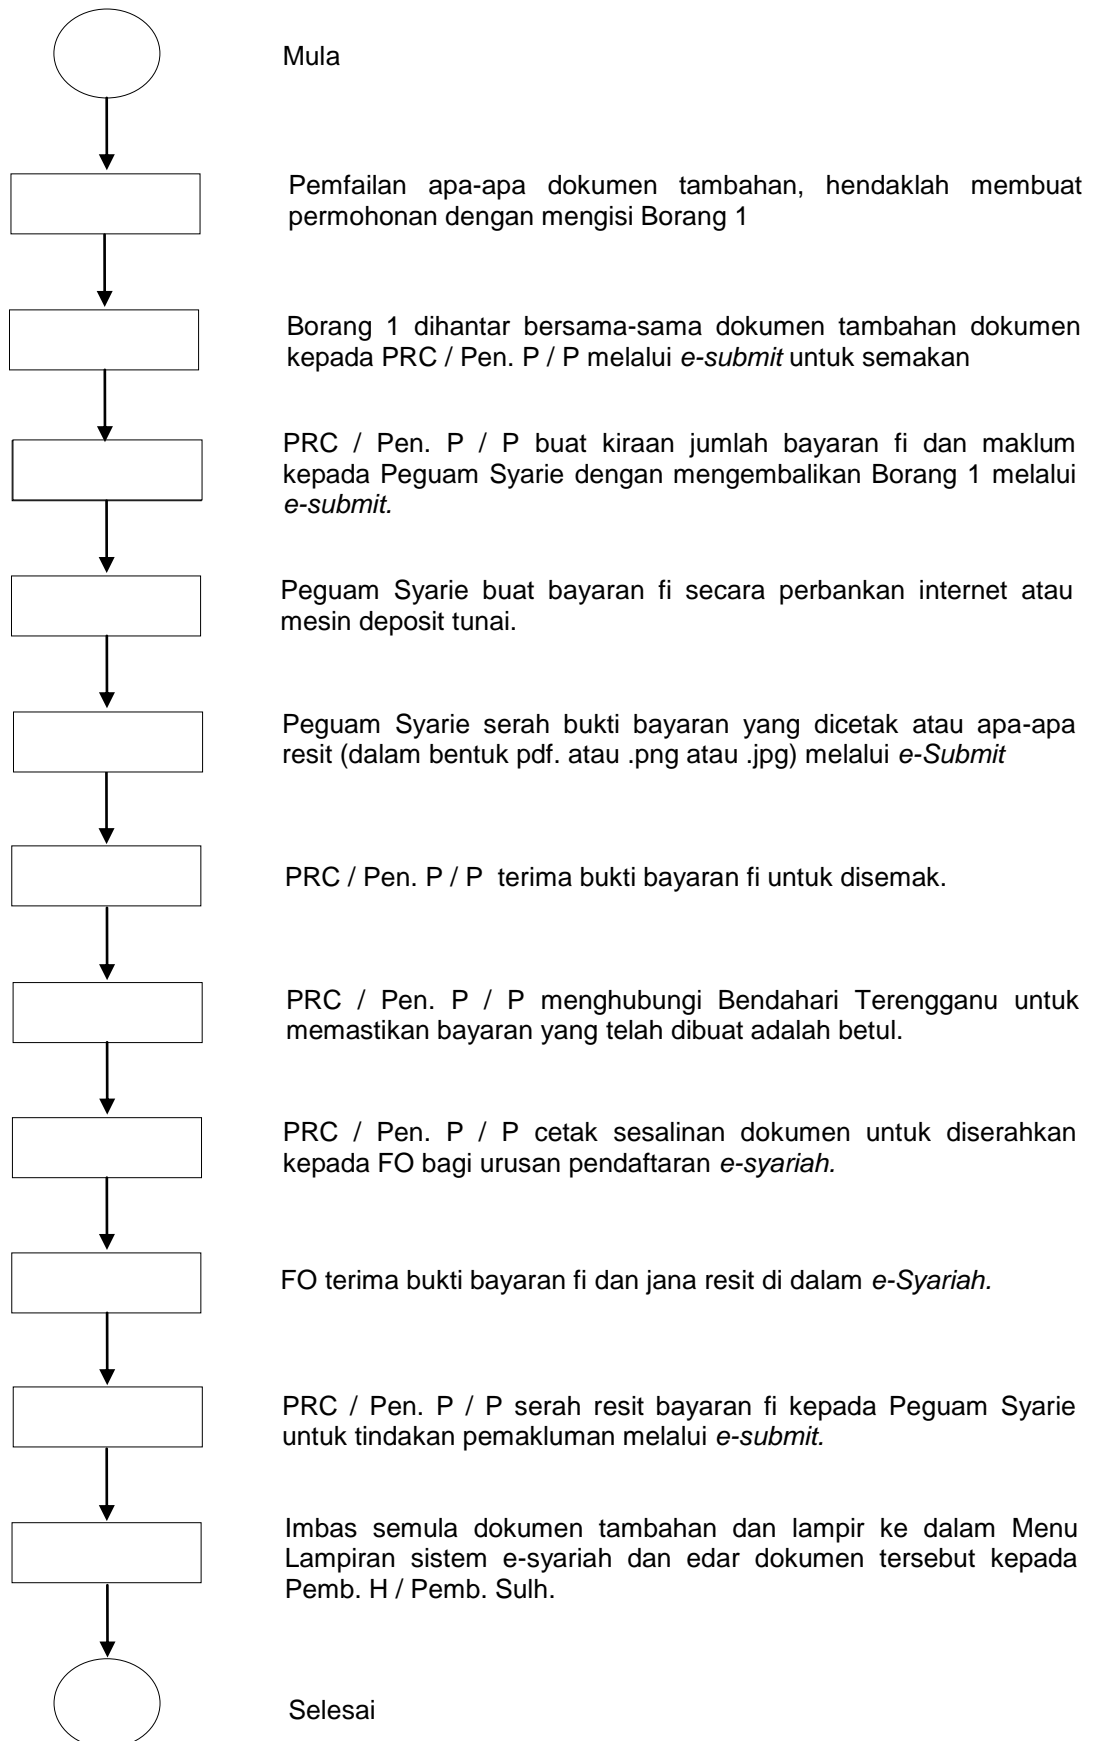 Mula
Pemfailan apa-apa dokumen tambahan, hendaklah membuat
permohonan dengan mengisi Borang 1
Borang 1 dihantar bersama-sama dokumen tambahan dokumen
kepada PRC / Pen. P / P melalui e-submit untuk semakan
PRC / Pen. P / P buat kiraan jumlah bayaran fi dan maklum
kepada Peguam Syarie dengan mengembalikan Borang 1 melalui
e-submit.
Peguam Syarie buat bayaran fi secara perbankan internet atau
mesin deposit tunai.
Peguam Syarie serah bukti bayaran yang dicetak atau apa-apa
resit (dalam bentuk pdf. atau .png atau .jpg) melalui e-Submit
PRC / Pen. P / P terima bukti bayaran fi untuk disemak.
PRC / Pen. P / P menghubungi Bendahari Terengganu untuk
memastikan bayaran yang telah dibuat adalah betul.
PRC / Pen. P / P cetak sesalinan dokumen untuk diserahkan
kepada FO bagi urusan pendaftaran e-syariah.
FO terima bukti bayaran fi dan jana resit di dalam e-Syariah.
PRC / Pen. P / P serah resit bayaran fi kepada Peguam Syarie
untuk tindakan pemakluman melalui e-submit.
Imbas semula dokumen tambahan dan lampir ke dalam Menu
Lampiran sistem e-syariah dan edar dokumen tersebut kepada
Pemb. H / Pemb. Sulh.
Selesai